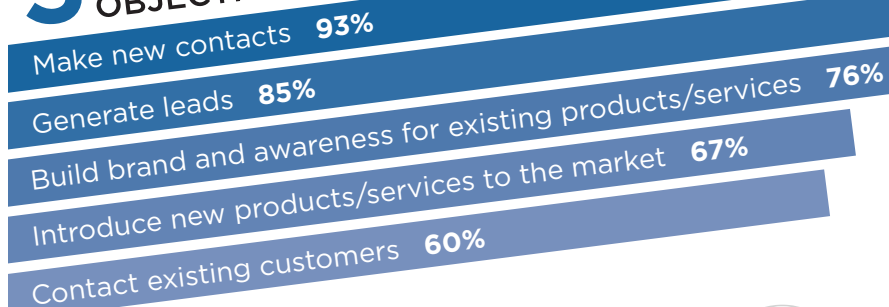 Make new contacts 93%
Generate leads 85%
Build brand and awareness for existing products/services 76%
Introduce new products/services to the market 67%
Contact existing customers 60%